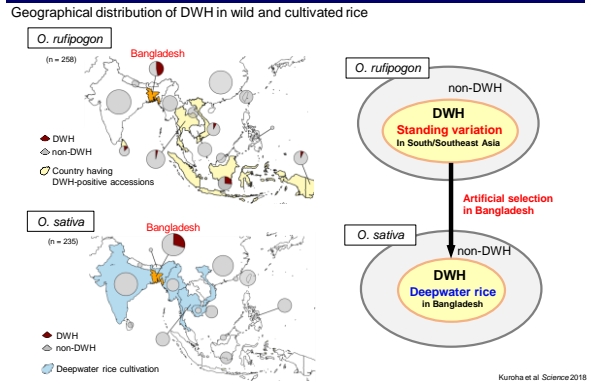 Geographical distribution of DWH in wild and cultivated rice
O. rufipogon
(n = 258)
Bangladesh
DWH
non-DWH
Country having
DWH-positive accessions
O. sativa
(n = 235)
Bangladesh
DWH
non-DWH
Deepwater rice cultivation
O. rufipogon
non-DWH
DWH
Standing variation
In South/Southeast Asia
Artificial selection
in Bangladesh
O. sativa
non-DWH
DWH
Deepwater rice
in Bangladesh
Kuroha et al Science 2018